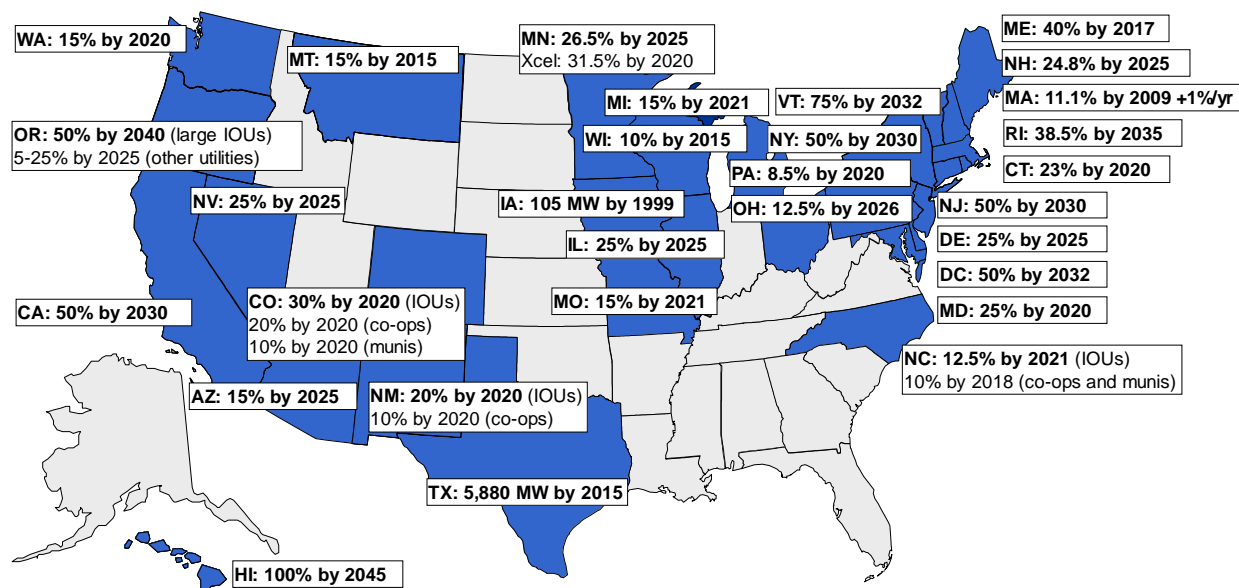 WA: 15% by 2020
MT: 15% by 2015
MN: 26.5% by 2025
Xcel: 31.5% by 2020
ME: 40% by 2017
NH: 24.8% by 2025
MI: 15% by 2021
VT: 75% by 2032
MA: 11.1% by 2009 +1%/yr
OR: 50% by 2040 (large IOUs)
5-25% by 2025 (other utilities)
WI: 10% by 2015
NY: 50% by 2030
RI: 38.5% by 2035
PA: 8.5% by 2020
CT: 23% by 2020
NV: 25% by 2025
IA: 105 MW by 1999
OH: 12.5% by 2026
NJ: 50% by 2030
IL: 25% by 2025
DE: 25% by 2025
DC: 50% by 2032
CA: 50% by 2030
CO: 30% by 2020 (IOUs)
20% by 2020 (co-ops)
10% by 2020 (munis)
MO: 15% by 2021
MD: 25% by 2020
NC: 12.5% by 2021 (IOUs)
10% by 2018 (co-ops and munis)
AZ: 15% by 2025
NM: 20% by 2020 (IOUs)
10% by 2020 (co-ops)
TX: 5,880 MW by 2015
HI: 100% by 2045